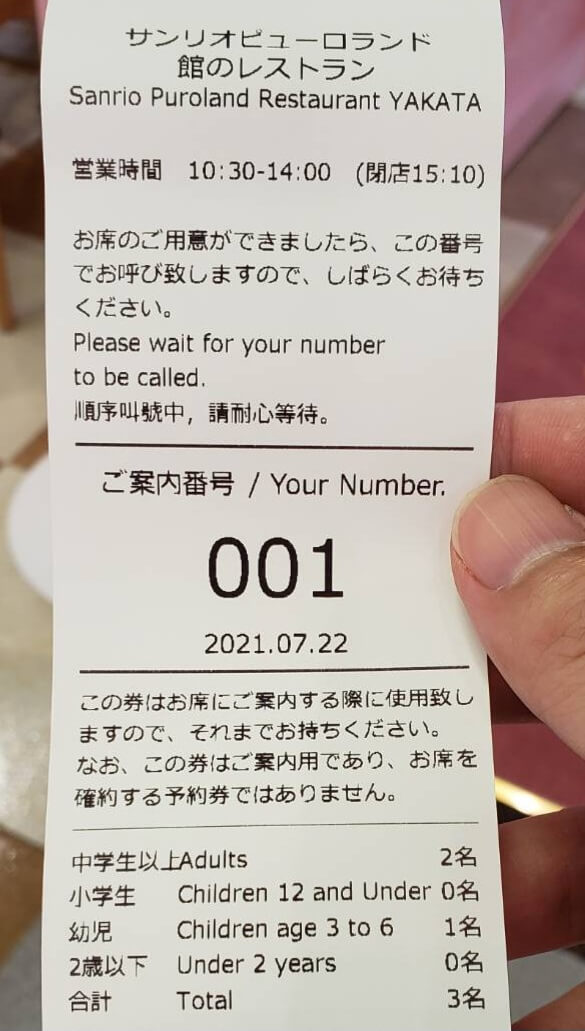 サンリオピューロランド
館のレストラン
Sanrio Puroland Restaurant YAKATA
営業時間 10:30-14:00 (閉店15:10)
お席のご用意ができましたら、この番号
でお呼び致しますので、しばらくお待ち
ください。
Please wait for your number
to be called.
順序叫號中，請耐心等待。
ご案内番号 / Your Number.
001
2021.07.22
この券はお席にご案内する際に使用致し
ますので、それまでお持ちください。
なお、この券はご案内用であり、お席を
確約する予約券ではありません。
中学生以上Adults 2名
小学生 Children 12 and Under 0名
幼児 Children age 3 to 6 1名
2歳以下 Under 2 years 0名
合計 Total 3名